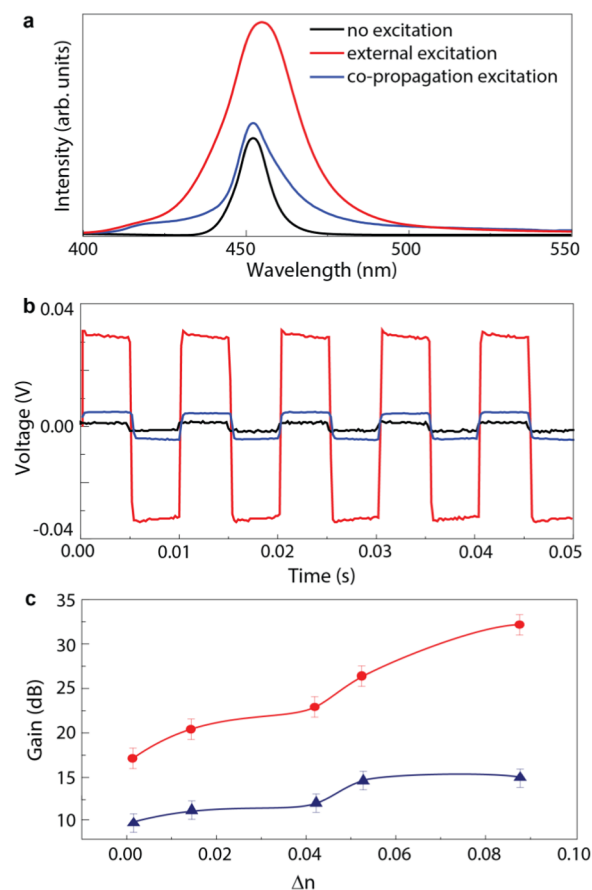 a
Intensity (arb. units)
no excitation
external excitation
co-propagation excitation
400
450
500
550
Wavelength (nm)
b
0.04
0.00
-0.04
Voltage (V)
0.00
0.01
0.02
0.03
0.04
0.05
Time (s)
c
35
30
25
20
15
10
Gain (dB)
0.00
0.02
0.04
0.06
0.08
0.10
Δn